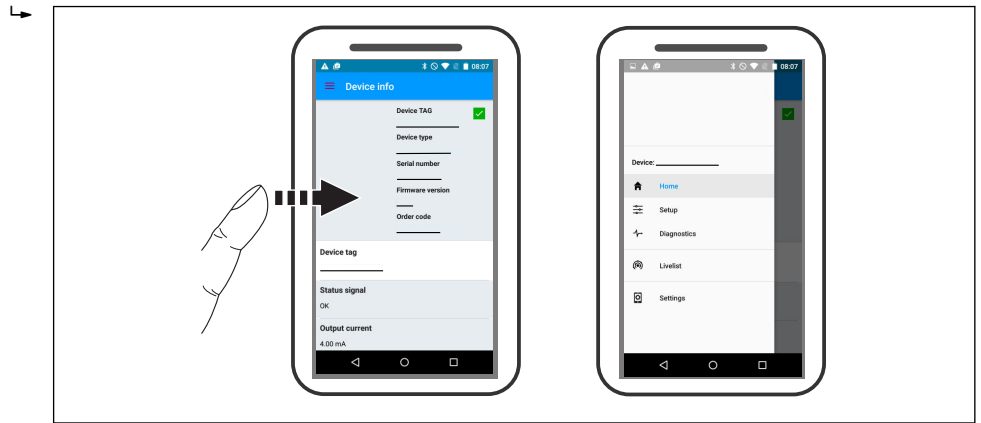 08:07
Device info
Device TAG
Device type
Serial number
Firmware version
Order code
Device tag
Status signal
OK
Output current
4.00 mA
08:07
Device:
Home
Setup
Diagnostics
Livelist
Settings